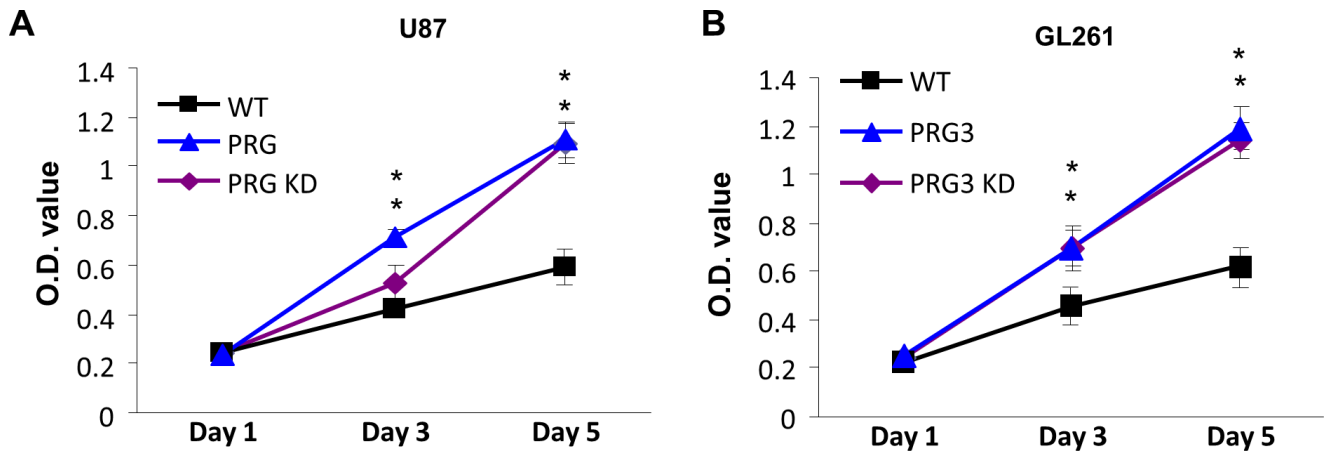 A
U87
O.D. value
1.4
1.2
1
0.8
0.6
0.4
0.2
0
WT
PRG
PRG KD
*
*
*
*
Day 1 Day 3 Day 5
B
GL261
O.D. value
1.4
1.2
1
0.8
0.6
0.4
0.2
0
WT
PRG3
PRG3 KD
*
*
*
*
Day 1 Day 3 Day 5